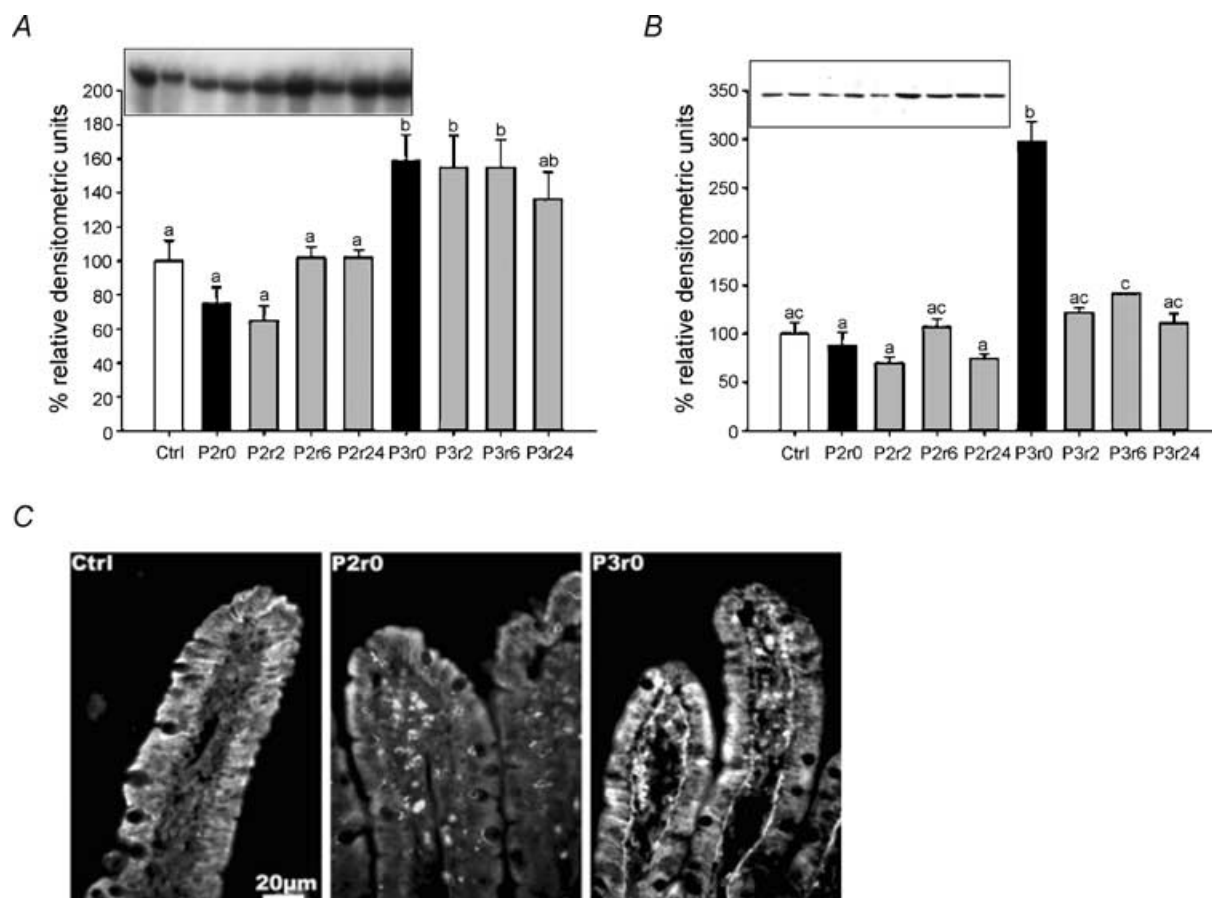 A
B
% relative densitometric units
200
180
160
140
120
100
80
60
40
20
0
a
a
a
a
a
b
b
b
ab
Ctrl P2r0 P2r2 P2r6 P2r24 P3r0 P3r2 P3r6 P3r24
% relative densitometric units
350
300
250
200
150
100
50
0
ac
a
a
ac
a
b
ac
c
ac
Ctrl P2r0 P2r2 P2r6 P2r24 P3r0 P3r2 P3r6 P3r24
C
Ctrl
20μm
P2r0
P3r0